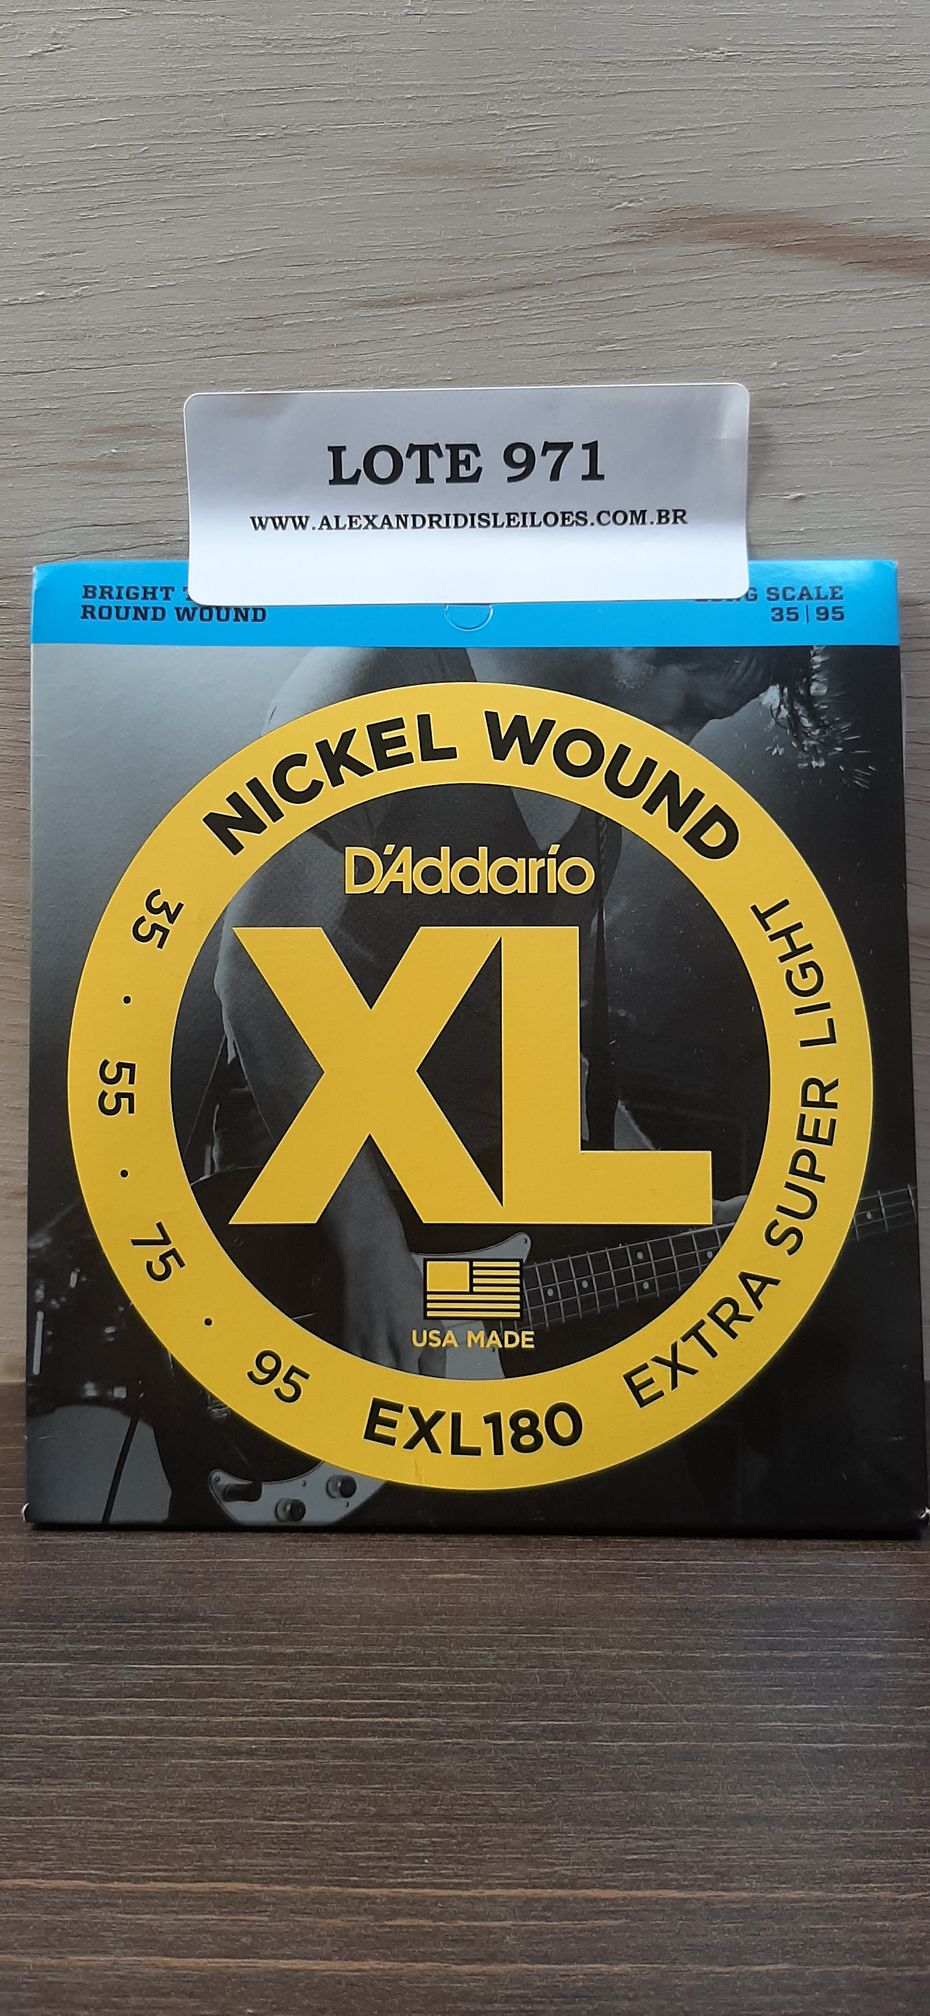 LOTE 971
WWW.ALEXANDRIDISLEILOES.COM.BR
BRIGHT
ROUND WOUND
SCALE
35 | 95
NICKEL WOUND
D'Addario
XL
USA MADE
35 · 55 · 75 · 95
EXL180
EXTRA SUPER LIGHT